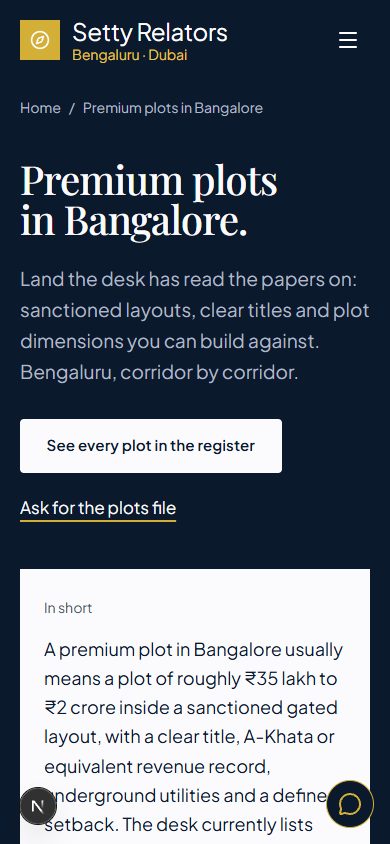 Setty Relators
Bengaluru · Dubai
Home / Premium plots in Bangalore
Premium plots
in Bangalore.
Land the desk has read the papers on:
sanctioned layouts, clear titles and plot
dimensions you can build against.
Bengaluru, corridor by corridor.
See every plot in the register
Ask for the plots file
In short
A premium plot in Bangalore usually
means a plot of roughly ₹35 lakh to
₹2 crore inside a sanctioned gated
layout, with a clear title, A-Khata or
equivalent revenue record,
underground utilities and a define
N
setback. The desk currently lists